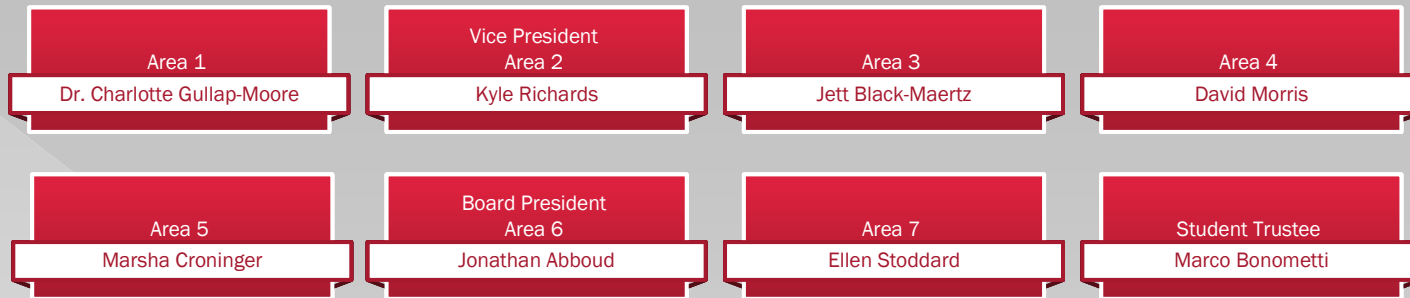 Area 1
Dr. Charlotte Gullap-Moore
Vice President
Area 2
Kyle Richards
Area 3
Jett Black-Maertz
Area 4
David Morris
Area 5
Marsha Croninger
Board President
Area 6
Jonathan Abboud
Area 7
Ellen Stoddard
Student Trustee
Marco Bonometti